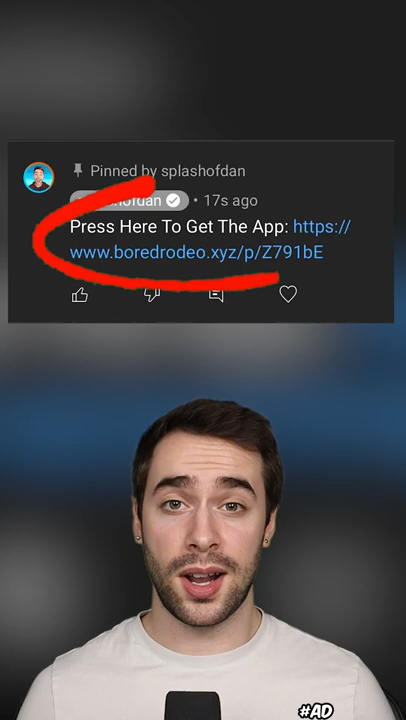 Pinned by splashofdan
• 17s ago
Press Here To Get The App: https://
www.boredrodeo.xyz/p/Z791bE
#AD